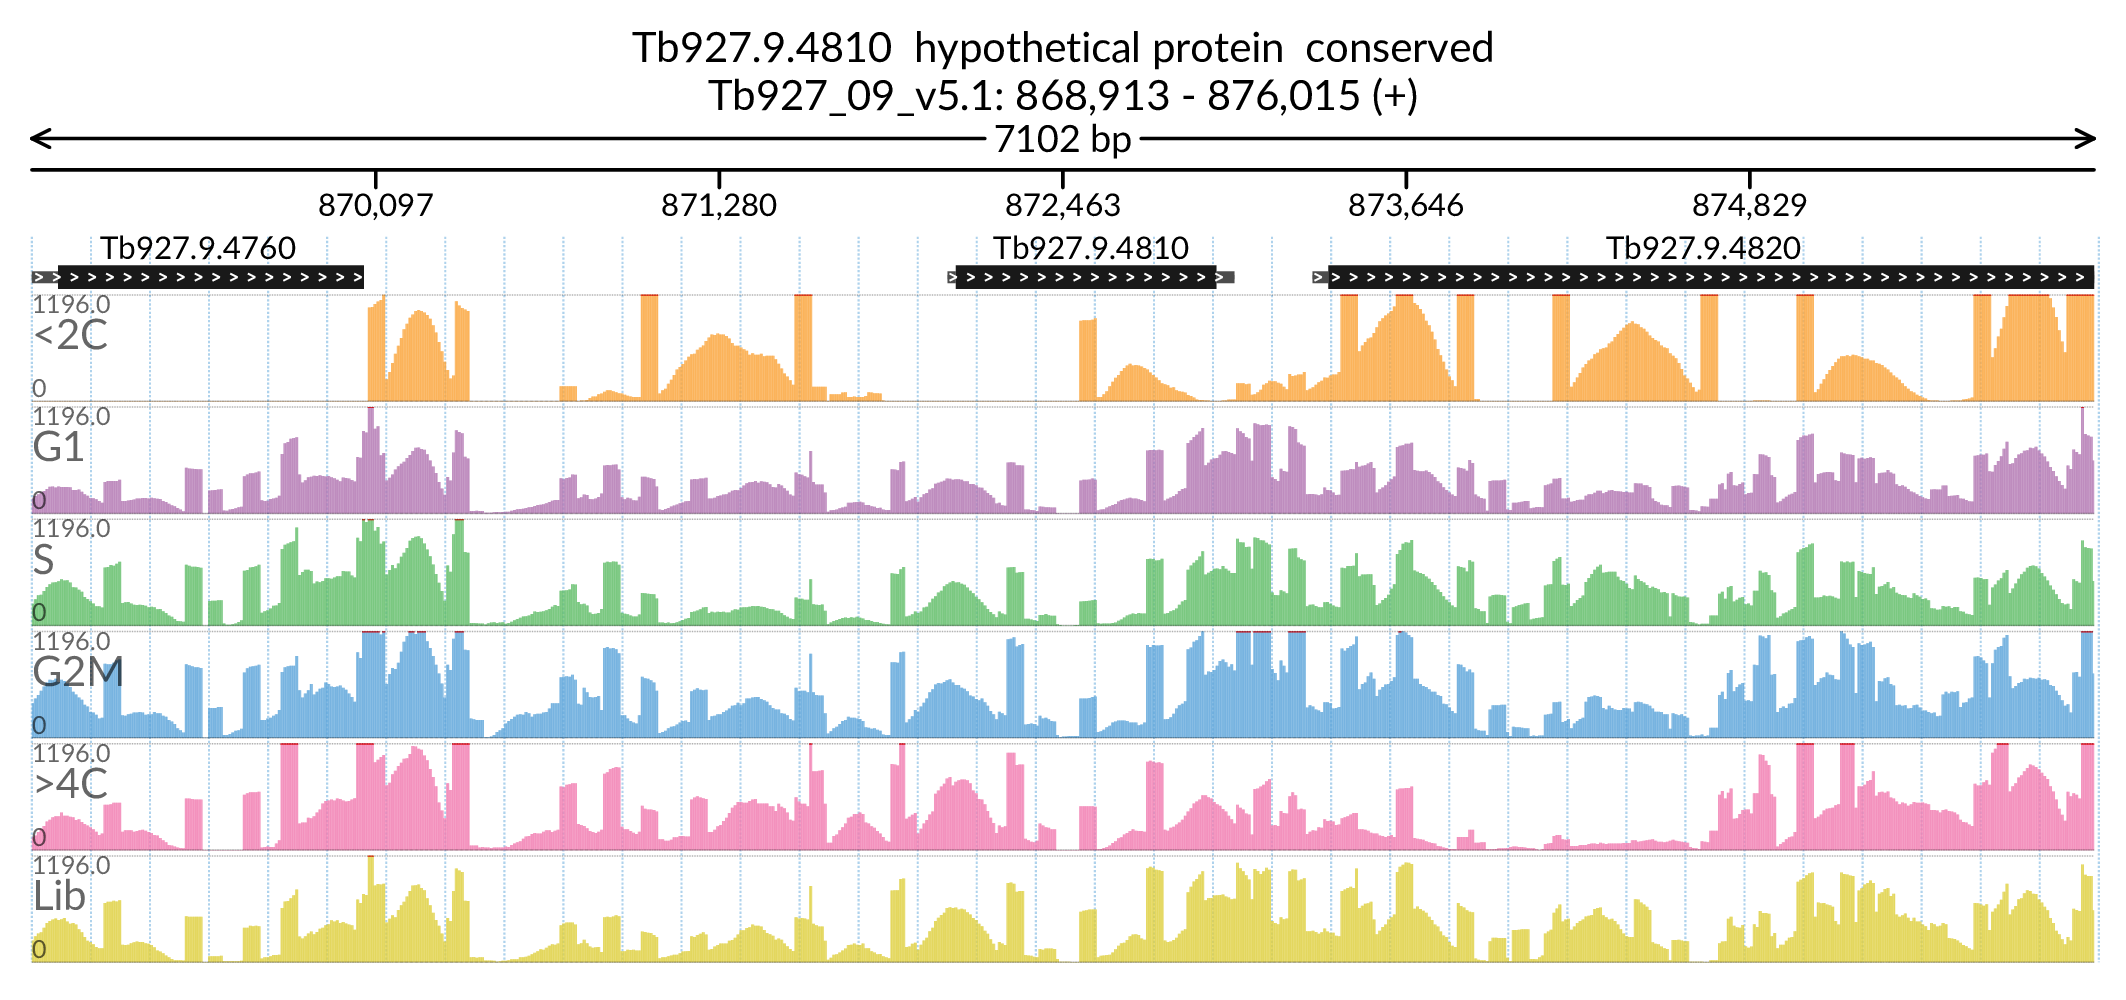 Tb927.9.4810  hypothetical protein  conserved
Tb927_09_v5.1: 868,913 - 876,015 (+)
7102 bp
870,097 871,280 872,463 873,646 874,829
Tb927.9.4760 Tb927.9.4810 Tb927.9.4820
1196.0
<2C
0
1196.0
G1
0
1196.0
S
0
1196.0
G2M
0
1196.0
>4C
0
1196.0
Lib
0